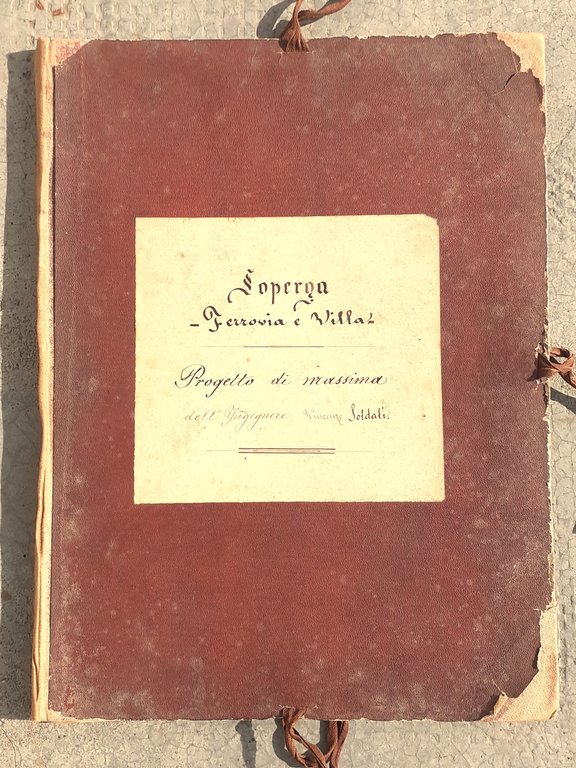 Soperga
- Ferrovia e Villa -
Progetto di massima
dell'Ingegnere Vincenzo Soldati.